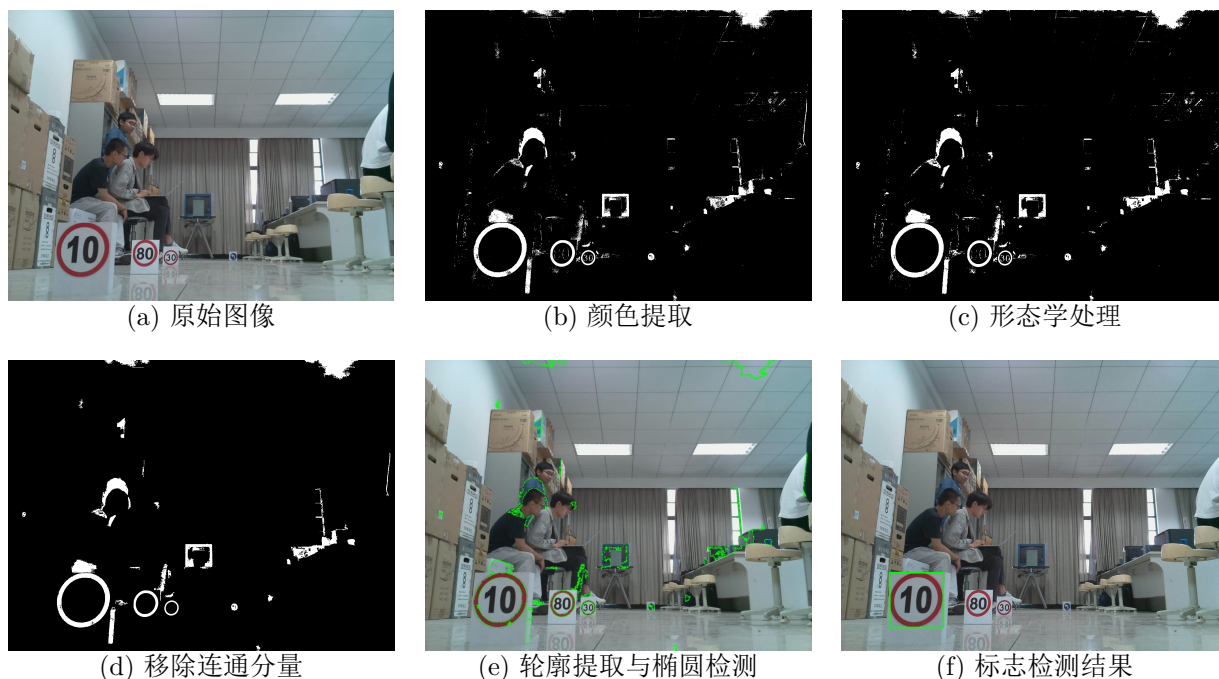 10
80
30
(a) 原始图像
(b) 颜色提取
(c) 形态学处理
(d) 移除连通分量
10
80
30
(e) 轮廓提取与椭圆检测
10
80
30
(f) 标志检测结果